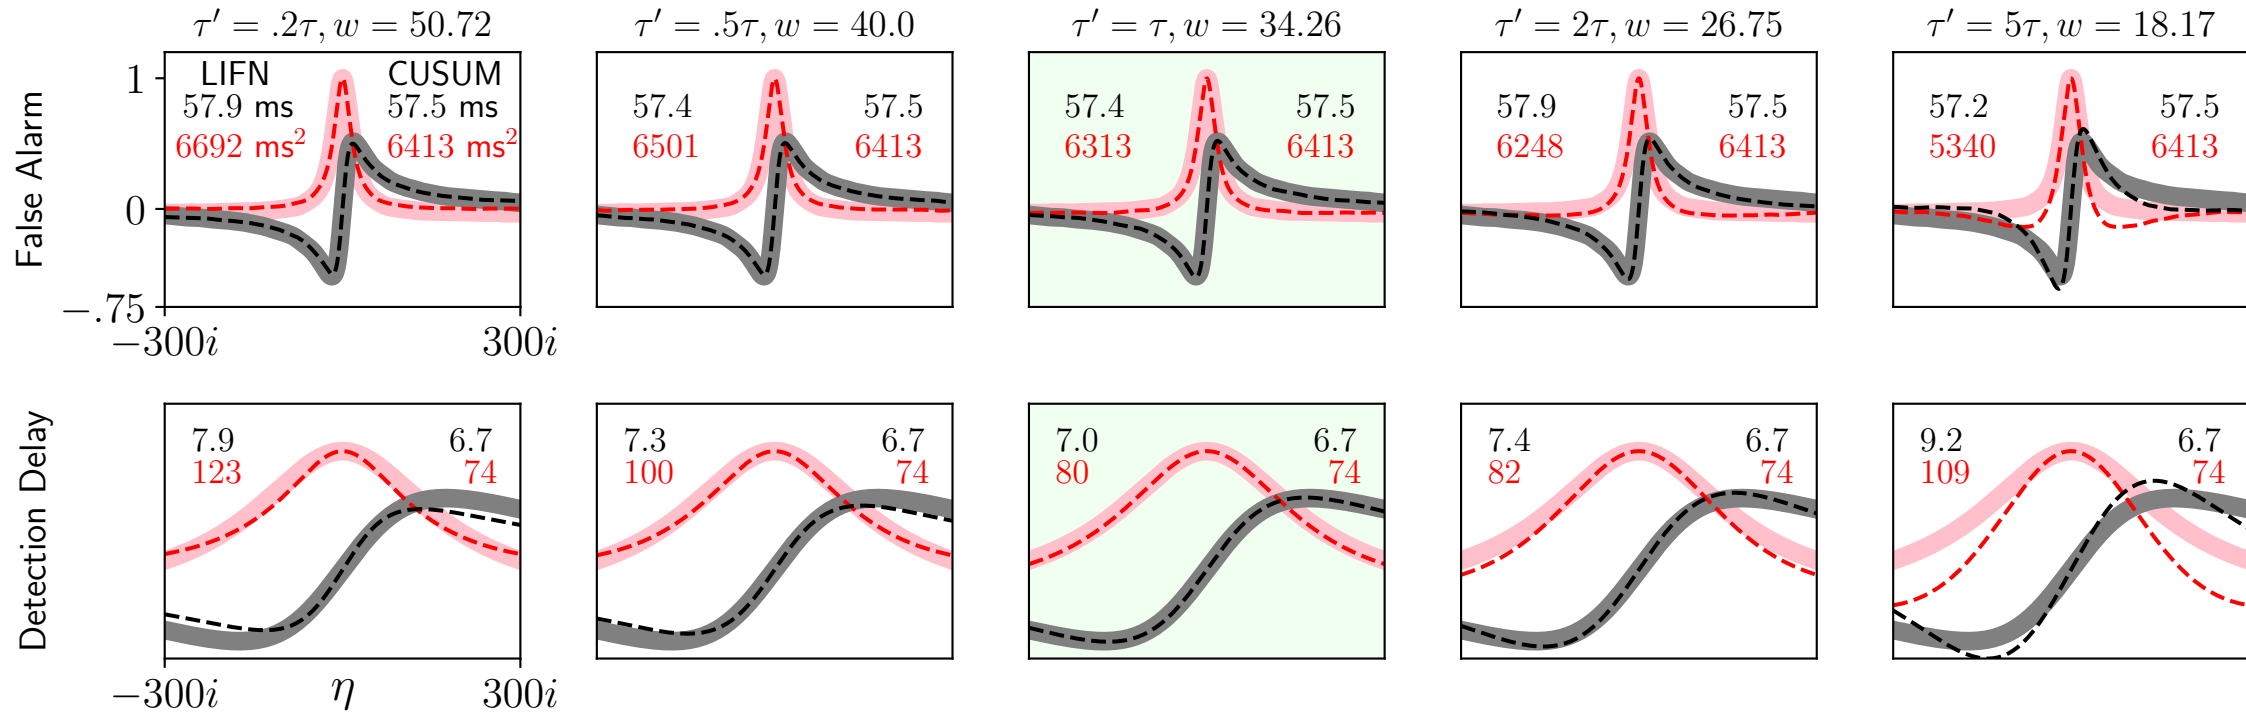 τ′ = .2τ, w = 50.72
τ′ = .5τ, w = 40.0
τ′ = τ, w = 34.26
τ′ = 2τ, w = 26.75
τ′ = 5τ, w = 18.17
False Alarm
1
0
−.75
LIFN CUSUM
57.9 ms 57.5 ms
6692 ms² 6413 ms²
57.4 57.5
6501 6413
57.4 57.5
6313 6413
57.9 57.5
6248 6413
57.2 57.5
5340 6413
−300i 300i
Detection Delay
7.9 6.7
123 74
7.3 6.7
100 74
7.0 6.7
80 74
7.4 6.7
82 74
9.2 6.7
109 74
−300i η 300i